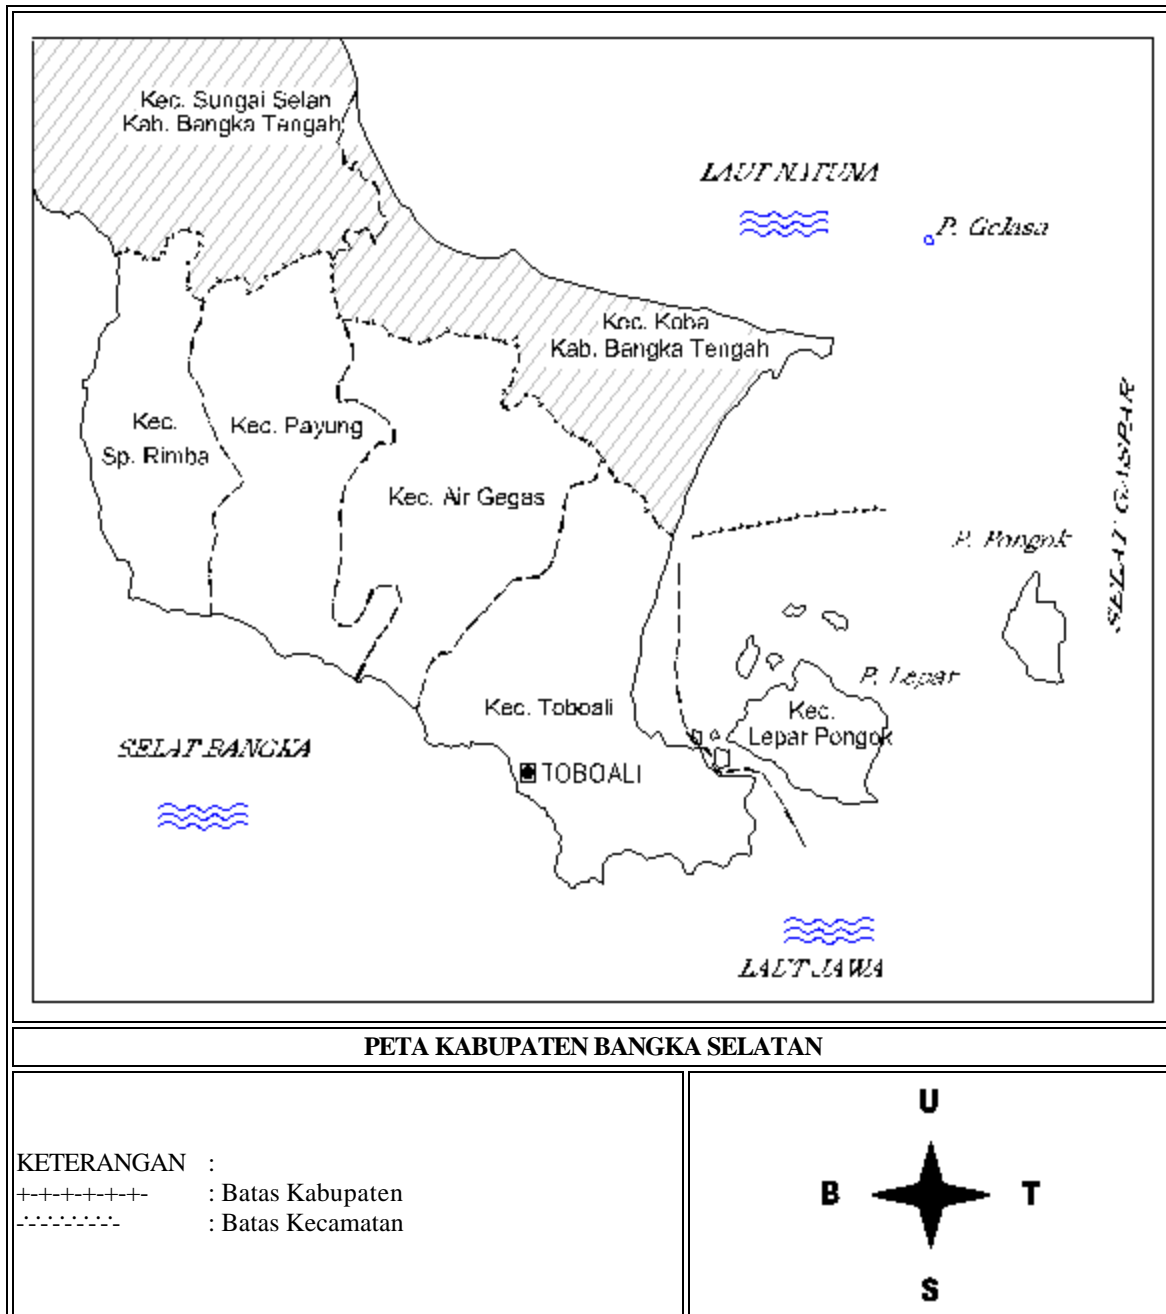 Kec. Sungai Selan
Kab. Bangka Tengah
LAUT NATUNA
P. Gelasa
Kec. Koba
Kab. Bangka Tengah
Kec.
Sp. Rimba
Kec. Payung
Kec. Air Gegas
SELAT GASPAR
P. Pongok
P. Lepar
Kec. Toboali
Kec.
Lepar Pongok
SELAT BANGKA
TOBOALI
LAUT JAWA
PETA KABUPATEN BANGKA SELATAN
KETERANGAN :
+-+-+-+-+-+- : Batas Kabupaten
-∙-∙-∙-∙-∙-∙-∙-∙- : Batas Kecamatan
U
B T
S